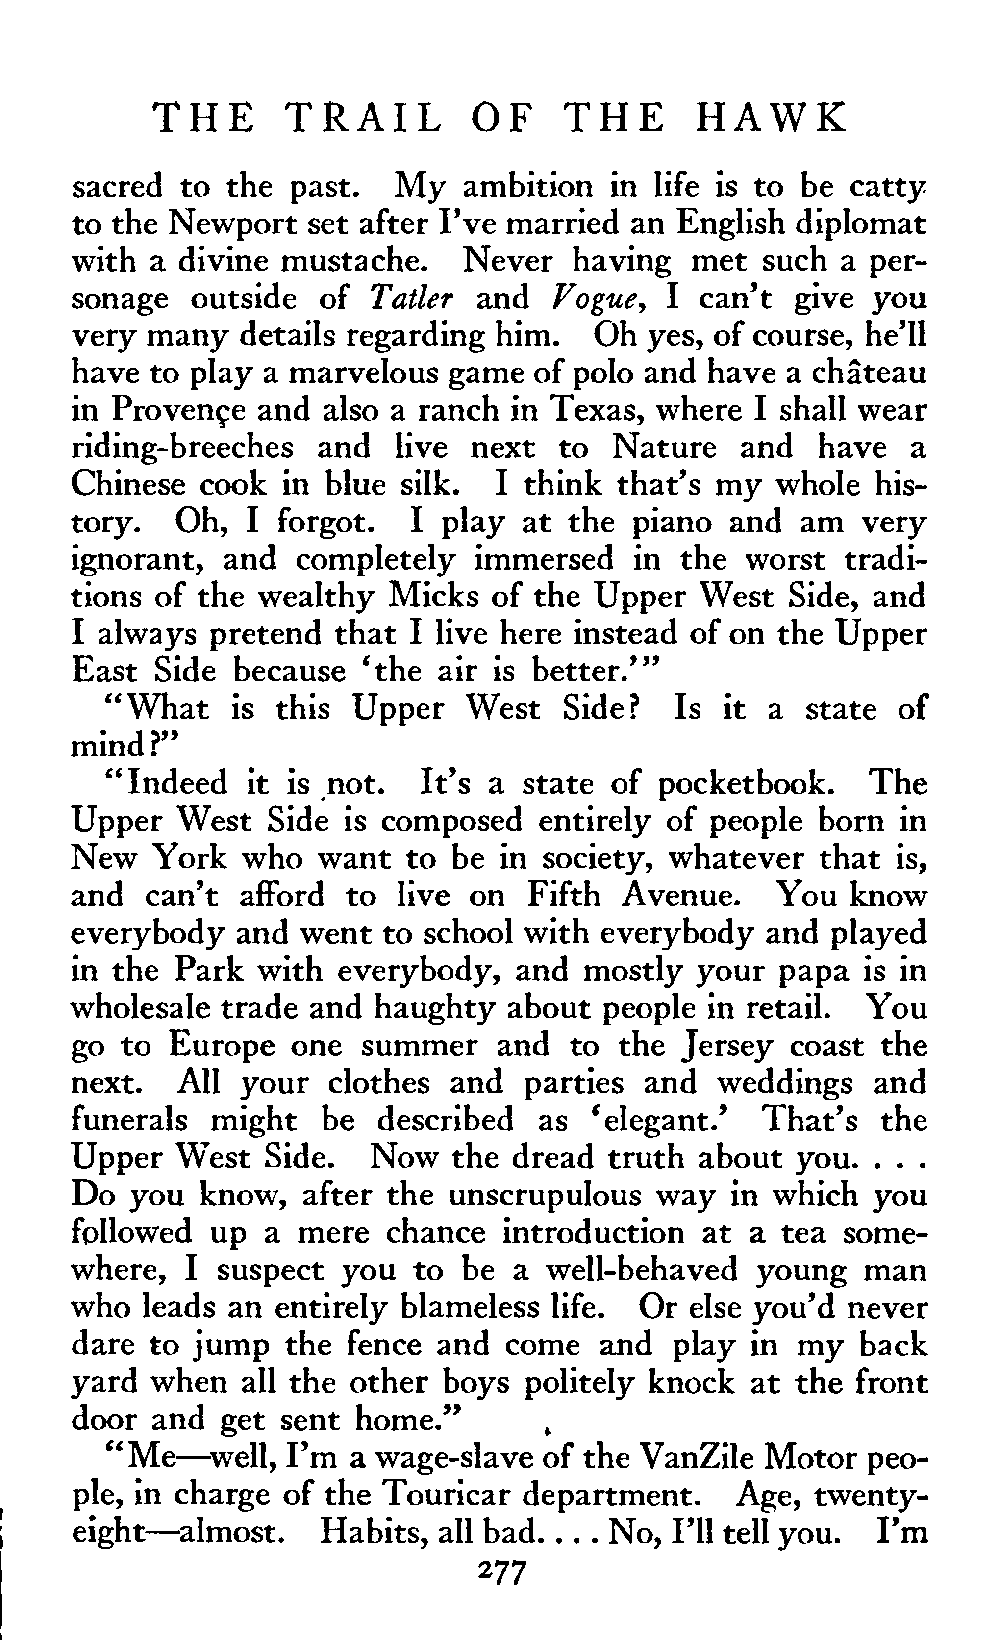 THE TRAIL OF THE HAWK
sacred to the past. My ambition in life is to be catty
to the Newport set after I've married an English diplomat
with a divine mustache. Never having met such a per-
sonage outside of Tatler and Vogue, I can't give you
very many details regarding him. Oh yes, of course, he'll
have to play a marvelous game of polo and have a château
in Provençe and also a ranch in Texas, where I shall wear
riding-breeches and live next to Nature and have a
Chinese cook in blue silk. I think that's my whole his-
tory. Oh, I forgot. I play at the piano and am very
ignorant, and completely immersed in the worst tradi-
tions of the wealthy Micks of the Upper West Side, and
I always pretend that I live here instead of on the Upper
East Side because 'the air is better.'"
"What is this Upper West Side? Is it a state of
mind?"
"Indeed it is not. It's a state of pocketbook. The
Upper West Side is composed entirely of people born in
New York who want to be in society, whatever that is,
and can't afford to live on Fifth Avenue. You know
everybody and went to school with everybody and played
in the Park with everybody, and mostly your papa is in
wholesale trade and haughty about people in retail. You
go to Europe one summer and to the Jersey coast the
next. All your clothes and parties and weddings and
funerals might be described as 'elegant.' That's the
Upper West Side. Now the dread truth about you. . . .
Do you know, after the unscrupulous way in which you
followed up a mere chance introduction at a tea some-
where, I suspect you to be a well-behaved young man
who leads an entirely blameless life. Or else you'd never
dare to jump the fence and come and play in my back
yard when all the other boys politely knock at the front
door and get sent home."
"Me—well, I'm a wage-slave of the VanZile Motor peo-
ple, in charge of the Touricar department. Age, twenty-
eight—almost. Habits, all bad. . . . No, I'll tell you. I'm
277